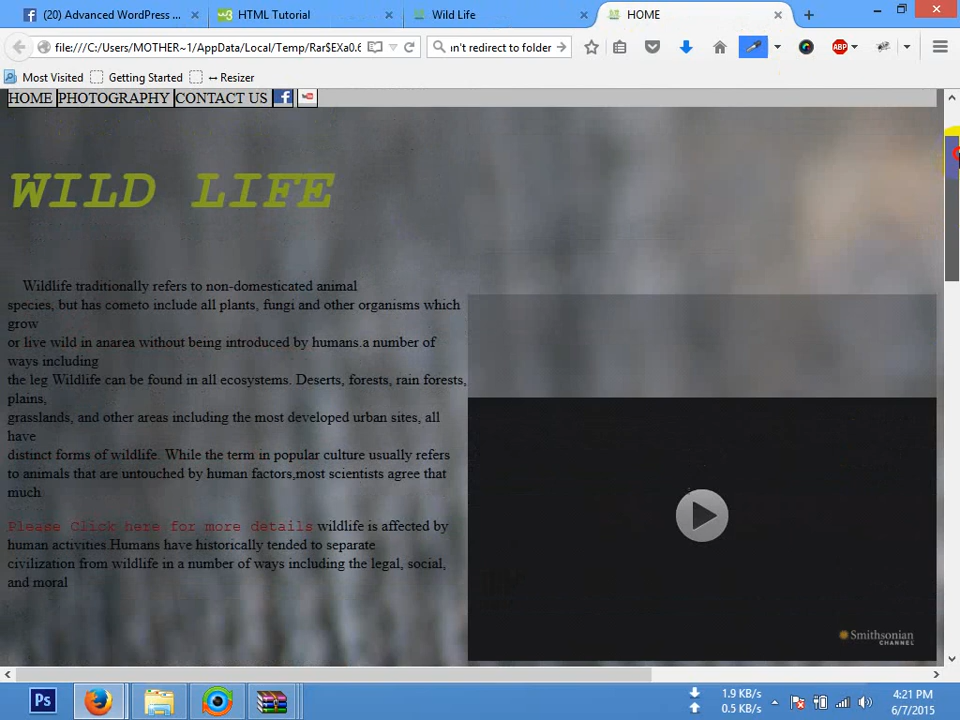 (20) Advanced WordPress ...
HTML Tutorial
Wild Life
HOME
file:///C:/Users/MOTHER~1/AppData/Local/Temp/Rar$EXa0.6
ı't redirect to folder
ABP
Most Visited
Getting Started
↔ Resizer
HOME PHOTOGRAPHY CONTACT US
WILD LIFE
Wildlife traditionally refers to non-domesticated animal
species, but has cometo include all plants, fungi and other organisms which
grow
or live wild in anarea without being introduced by humans.a number of
ways including
the leg Wildlife can be found in all ecosystems. Deserts, forests, rain forests,
plains,
grasslands, and other areas including the most developed urban sites, all
have
distinct forms of wildlife. While the term in popular culture usually refers
to animals that are untouched by human factors,most scientists agree that
much
Please Click here for more details wildlife is affected by
human activities.Humans have historically tended to separate
civilization from wildlife in a number of ways including the legal, social,
and moral
Smithsonian
CHANNEL
Ps
1.9 KB/s
0.5 KB/s
4:21 PM
6/7/2015